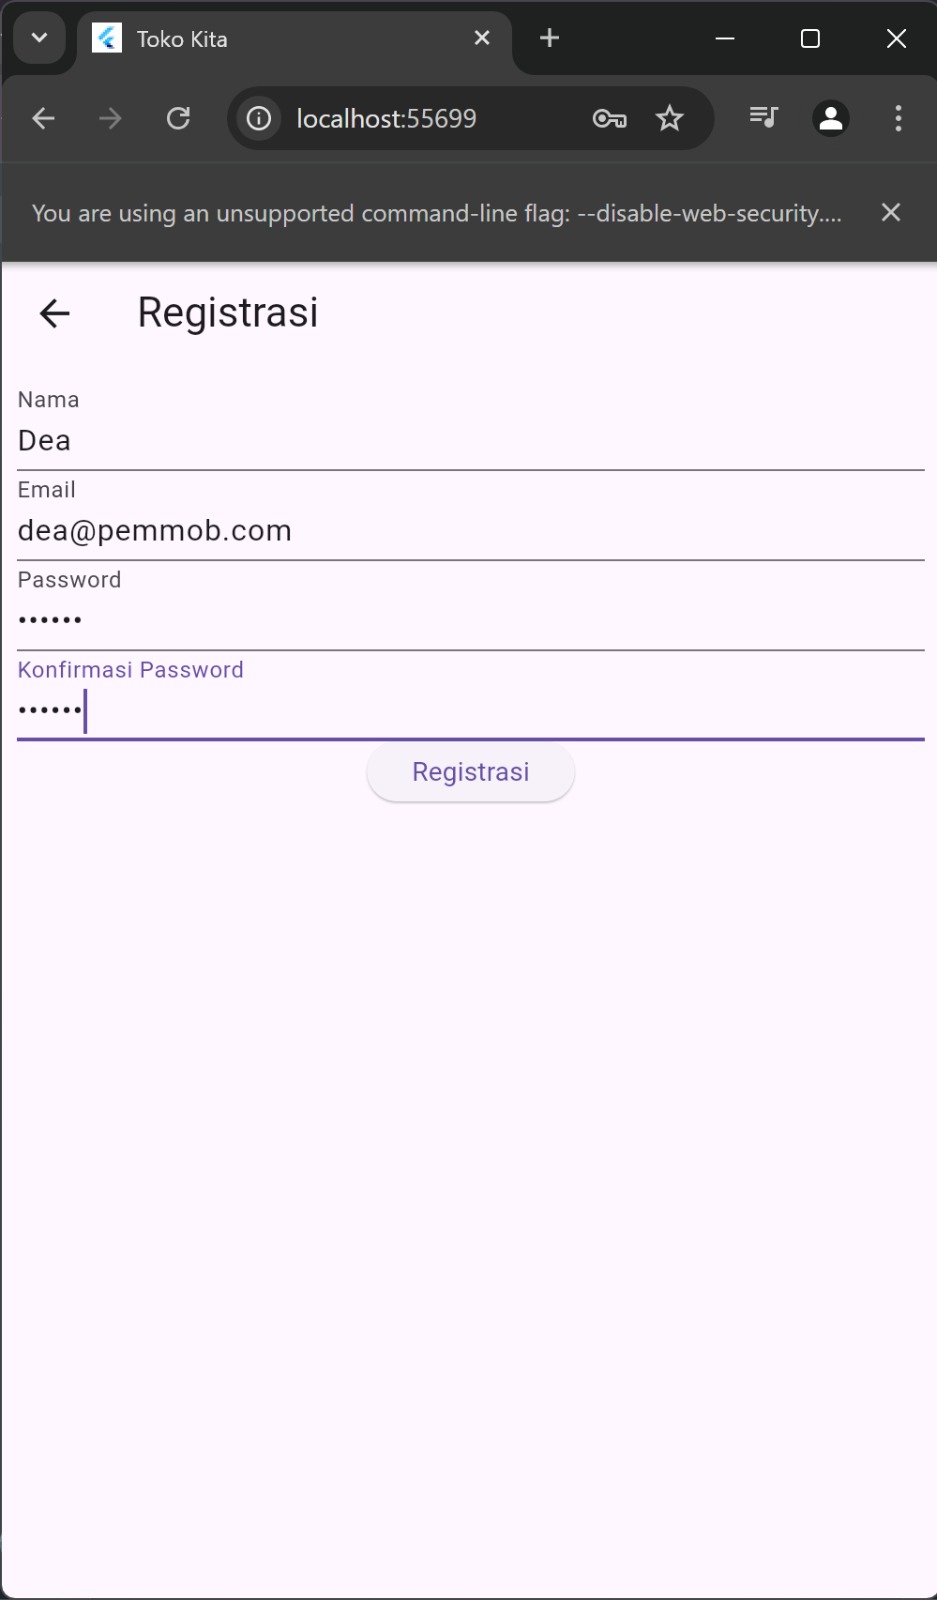 Toko Kita
localhost:55699
You are using an unsupported command-line flag: --disable-web-security....
Registrasi
Nama
Dea
Email
dea@pemmob.com
Password
••••••
Konfirmasi Password
••••••
Registrasi